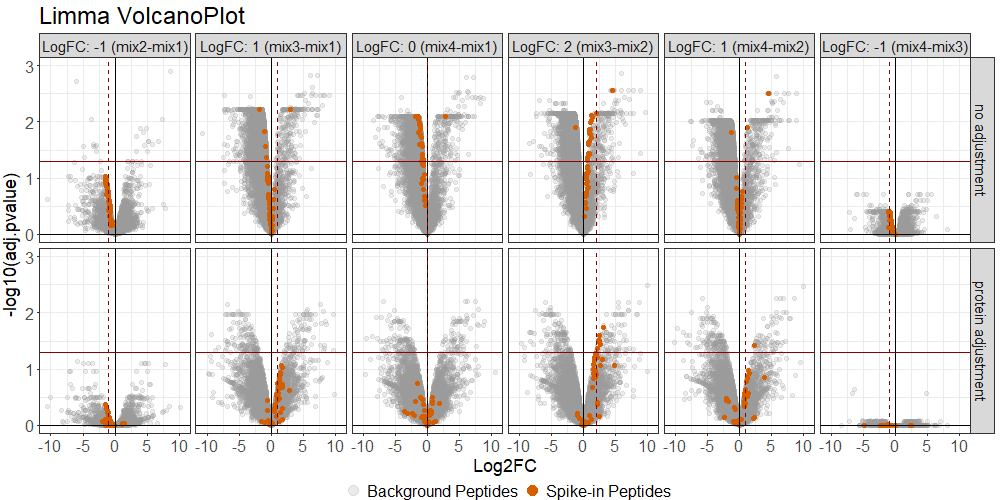 Limma VolcanoPlot
LogFC: -1 (mix2-mix1) LogFC: 1 (mix3-mix1) LogFC: 0 (mix4-mix1) LogFC: 2 (mix3-mix2) LogFC: 1 (mix4-mix2) LogFC: -1 (mix4-mix3)
-log10(adj.pvalue)
3
2
1
0
no adjustment
3
2
1
0
protein adjustment
-10 -5 0 5 10 -10 -5 0 5 10 -10 -5 0 5 10 -10 -5 0 5 10 -10 -5 0 5 10 -10 -5 0 5 10
Log2FC
Background Peptides Spike-in Peptides